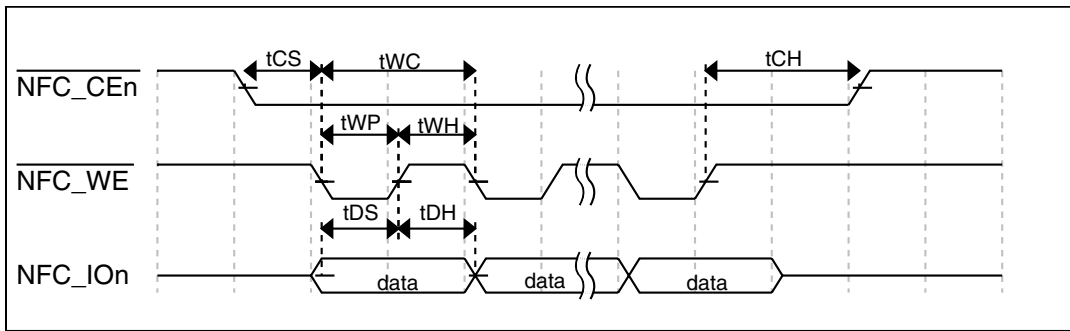 tCS tWC tCH
NFC_CEn
tWP tWH
NFC_WE
tDS tDH
NFC_IOn data data data